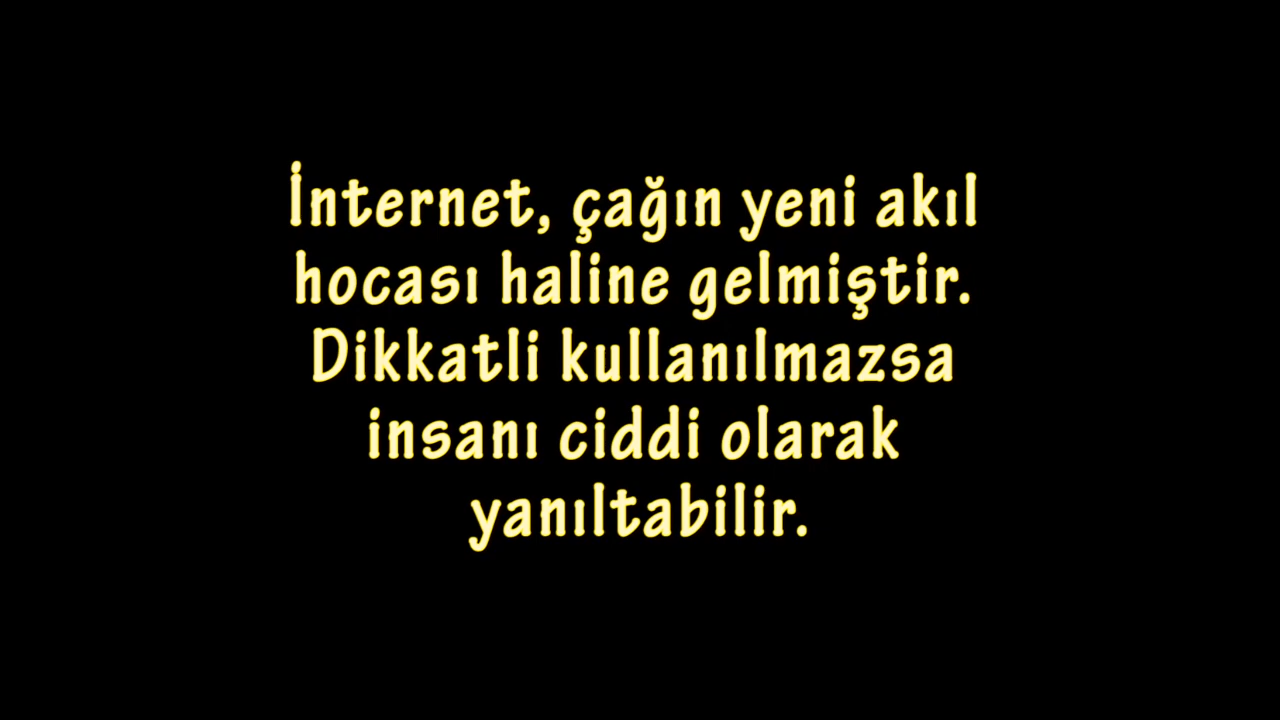 İnternet, çağın yeni akıl
hocası haline gelmiştir.
Dikkatli kullanılmazsa
insanı ciddi olarak
yanıltabilir.